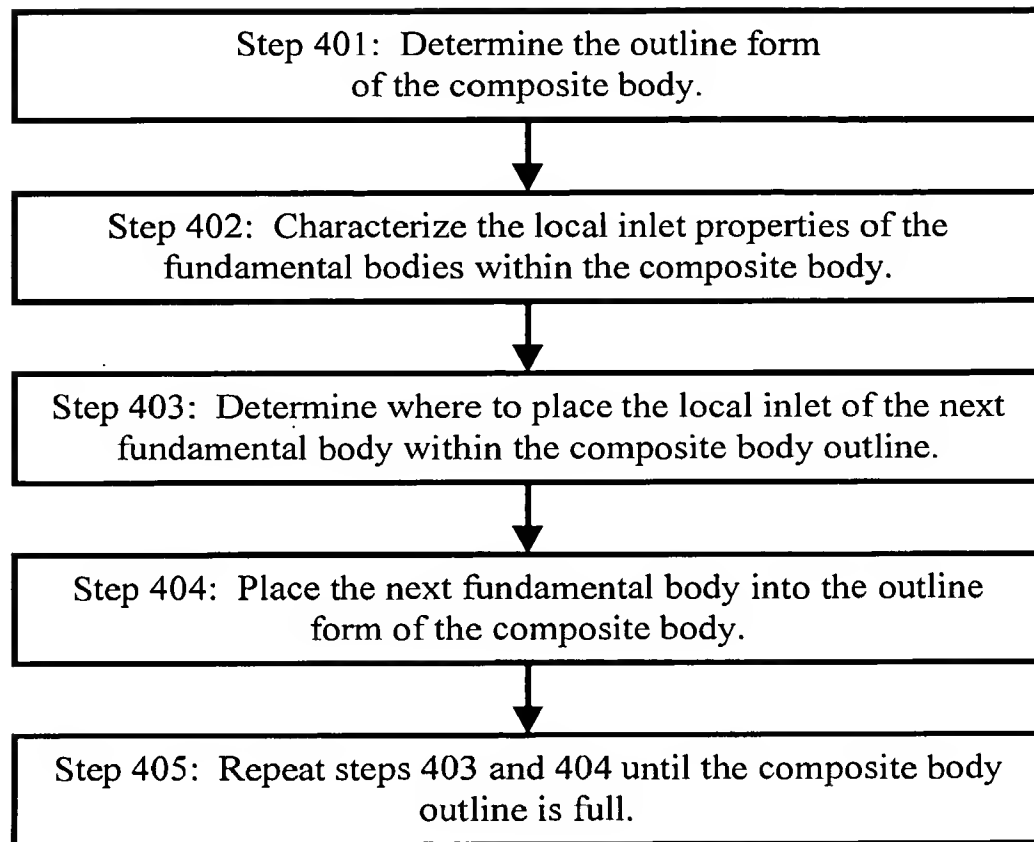 Step 401: Determine the outline form
of the composite body.
Step 402: Characterize the local inlet properties of the
fundamental bodies within the composite body.
Step 403: Determine where to place the local inlet of the next
fundamental body within the composite body outline.
Step 404: Place the next fundamental body into the outline
form of the composite body.
Step 405: Repeat steps 403 and 404 until the composite body
outline is full.